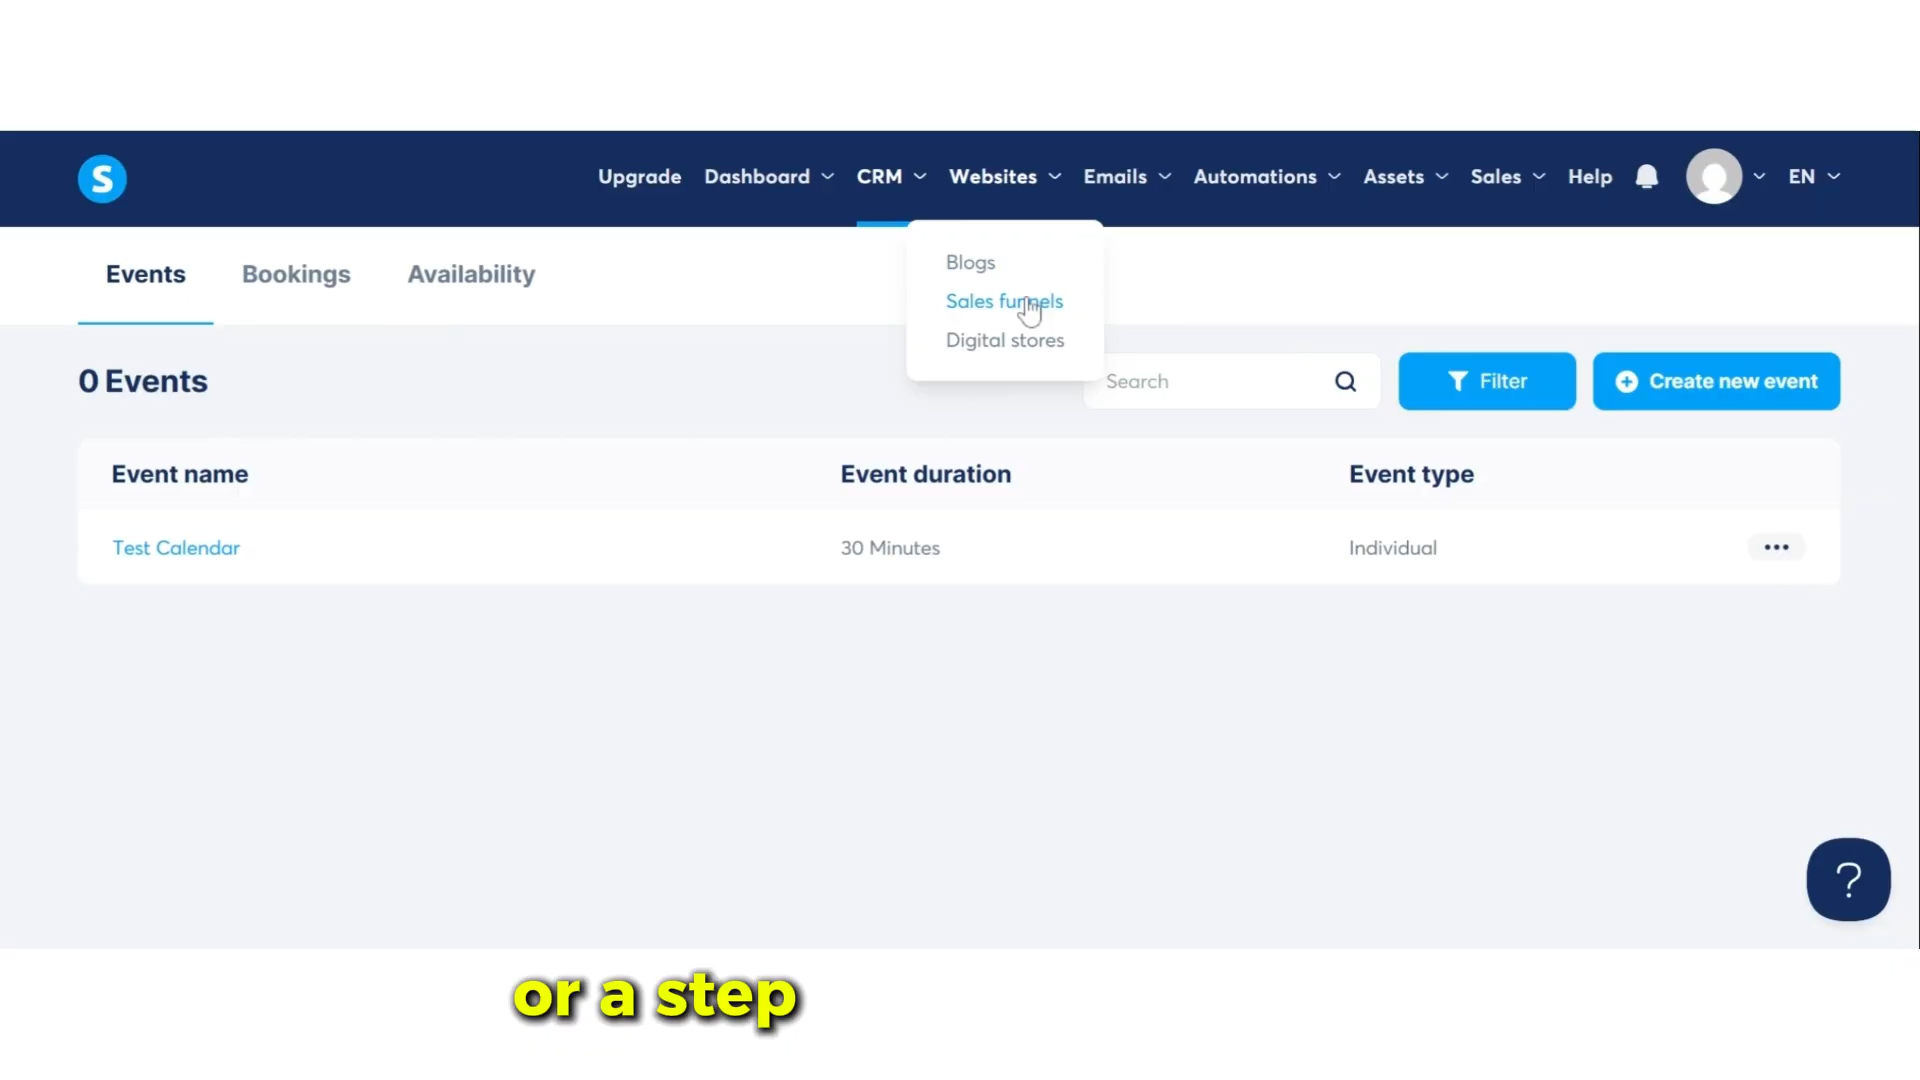 S Upgrade Dashboard CRM Websites Emails Automations Assets Sales Help EN
Events Bookings Availability
Blogs
Sales funnels
Digital stores
0 Events
Search Filter Create new event
Event name Event duration Event type
Test Calendar 30 Minutes Individual
?
or a step